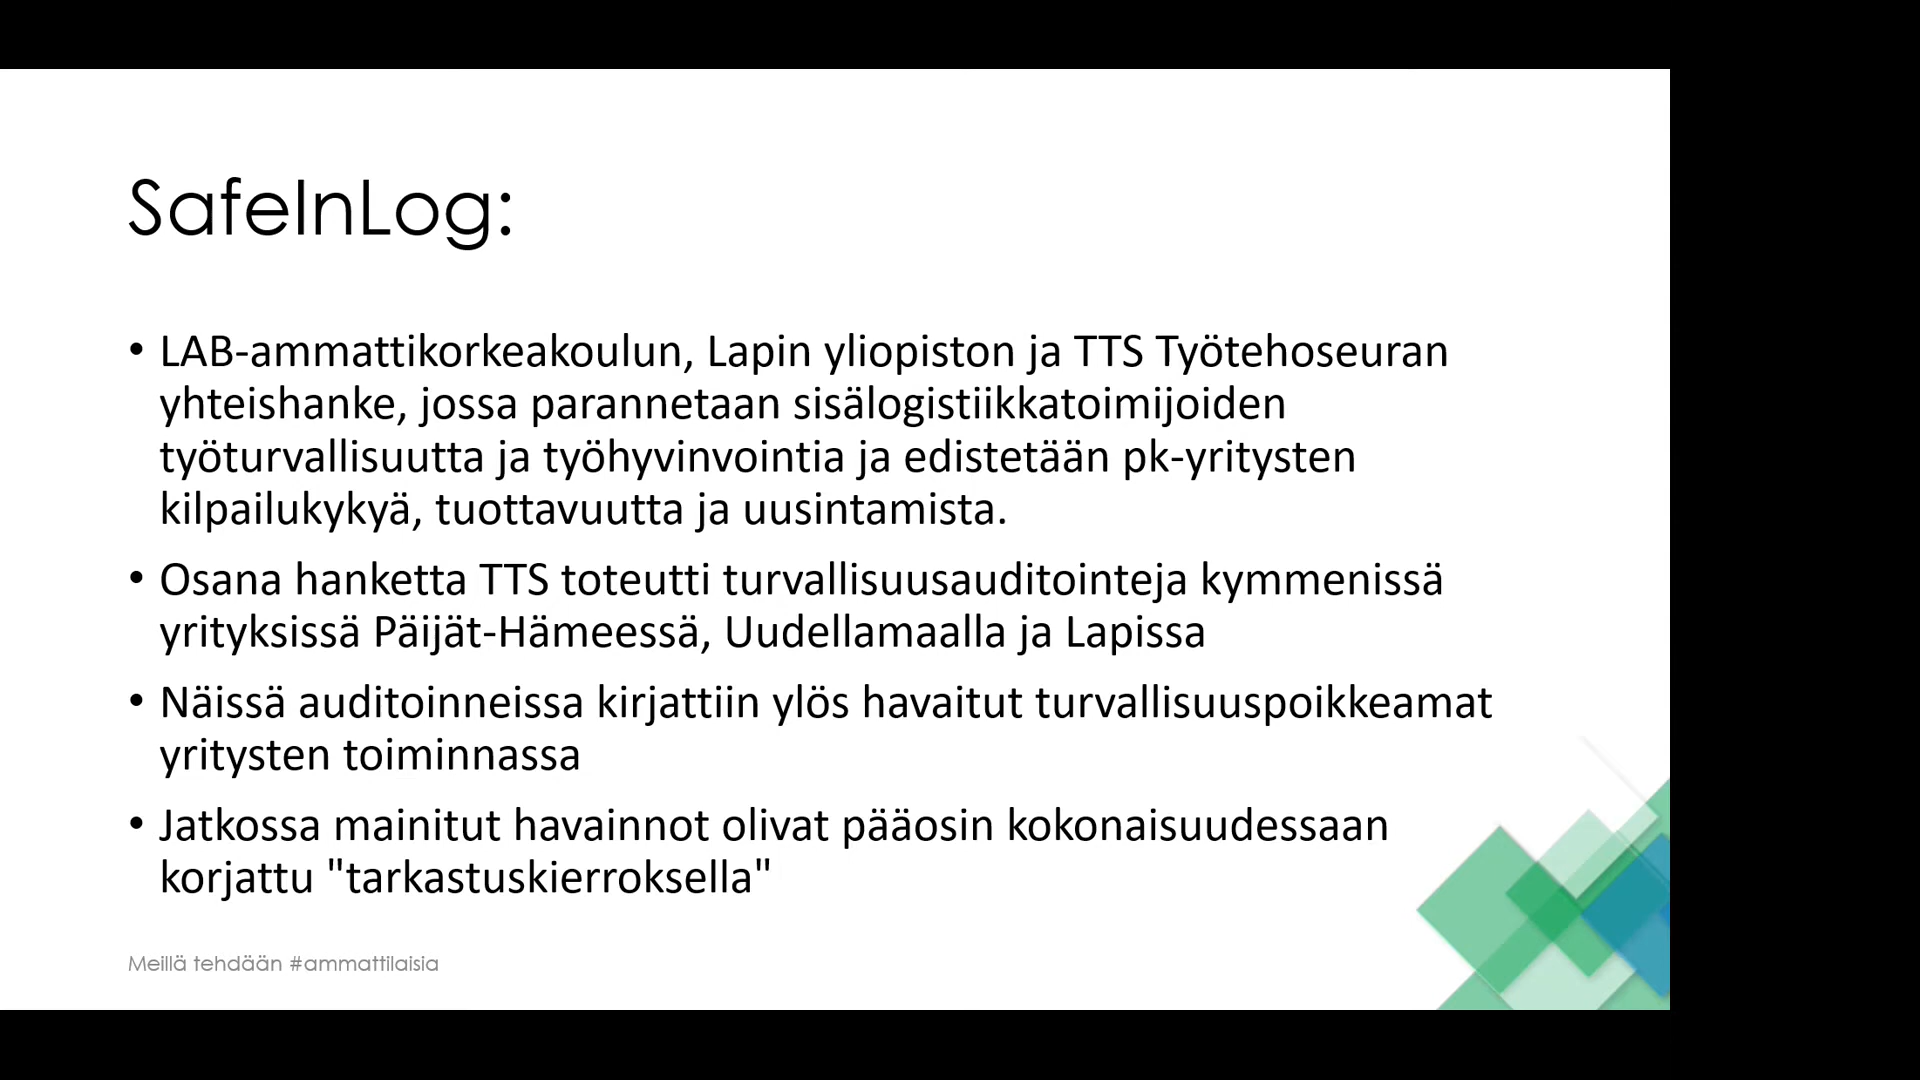 SafeInLog:
• LAB-ammattikorkeakoulun, Lapin yliopiston ja TTS Työtehoseuran
yhteishanke, jossa parannetaan sisälogistiikkatoimijoiden
työturvallisuutta ja työhyvinvointia ja edistetään pk-yritysten
kilpailukykyä, tuottavuutta ja uusintamista.
• Osana hanketta TTS toteutti turvallisuusauditointeja kymmenissä
yrityksissä Päijät-Hämeessä, Uudellamaalla ja Lapissa
• Näissä auditoinneissa kirjattiin ylös havaitut turvallisuuspoikkeamat
yritysten toiminnassa
• Jatkossa mainitut havainnot olivat pääosin kokonaisuudessaan
korjattu "tarkastuskierroksella"
Meillä tehdään #ammattilaisia